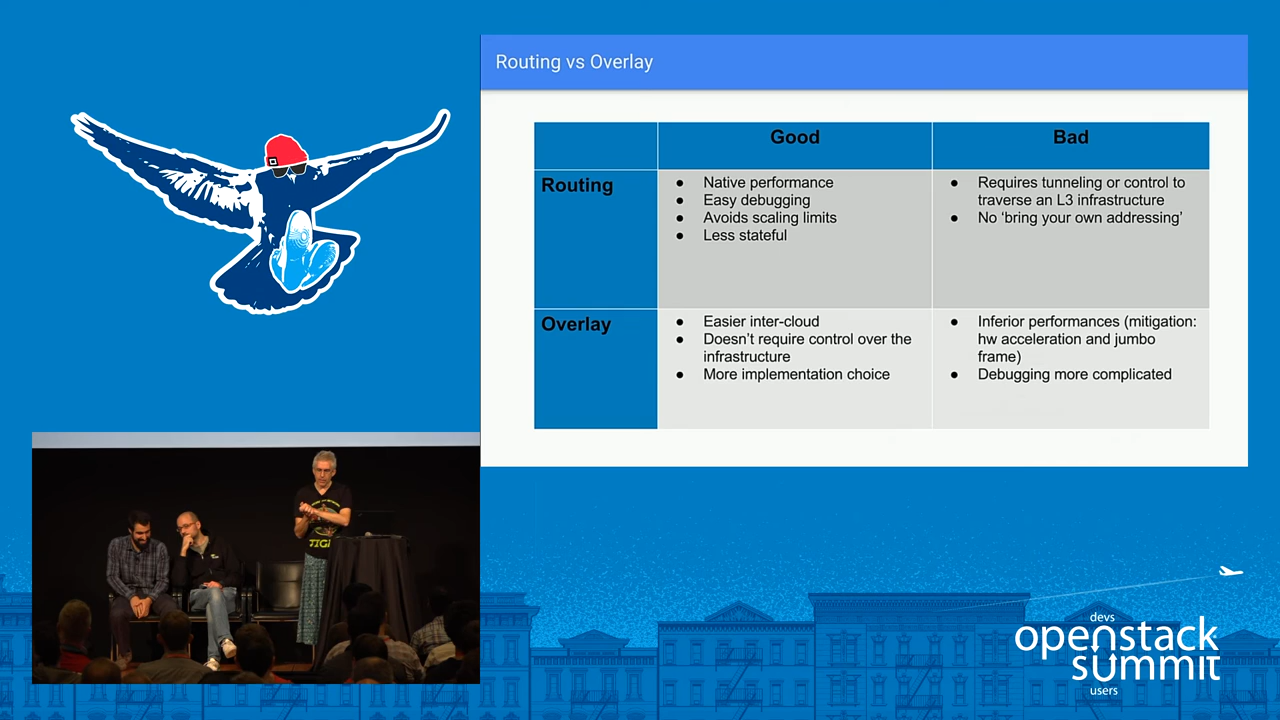 Routing vs Overlay
Good
Bad
Routing
● Native performance
● Easy debugging
● Avoids scaling limits
● Less stateful
● Requires tunneling or control to
traverse an L3 infrastructure
● No ‘bring your own addressing’
Overlay
● Easier inter-cloud
● Doesn’t require control over the
infrastructure
● More implementation choice
● Inferior performances (mitigation:
hw acceleration and jumbo
frame)
● Debugging more complicated
devs
openstack
summit
users